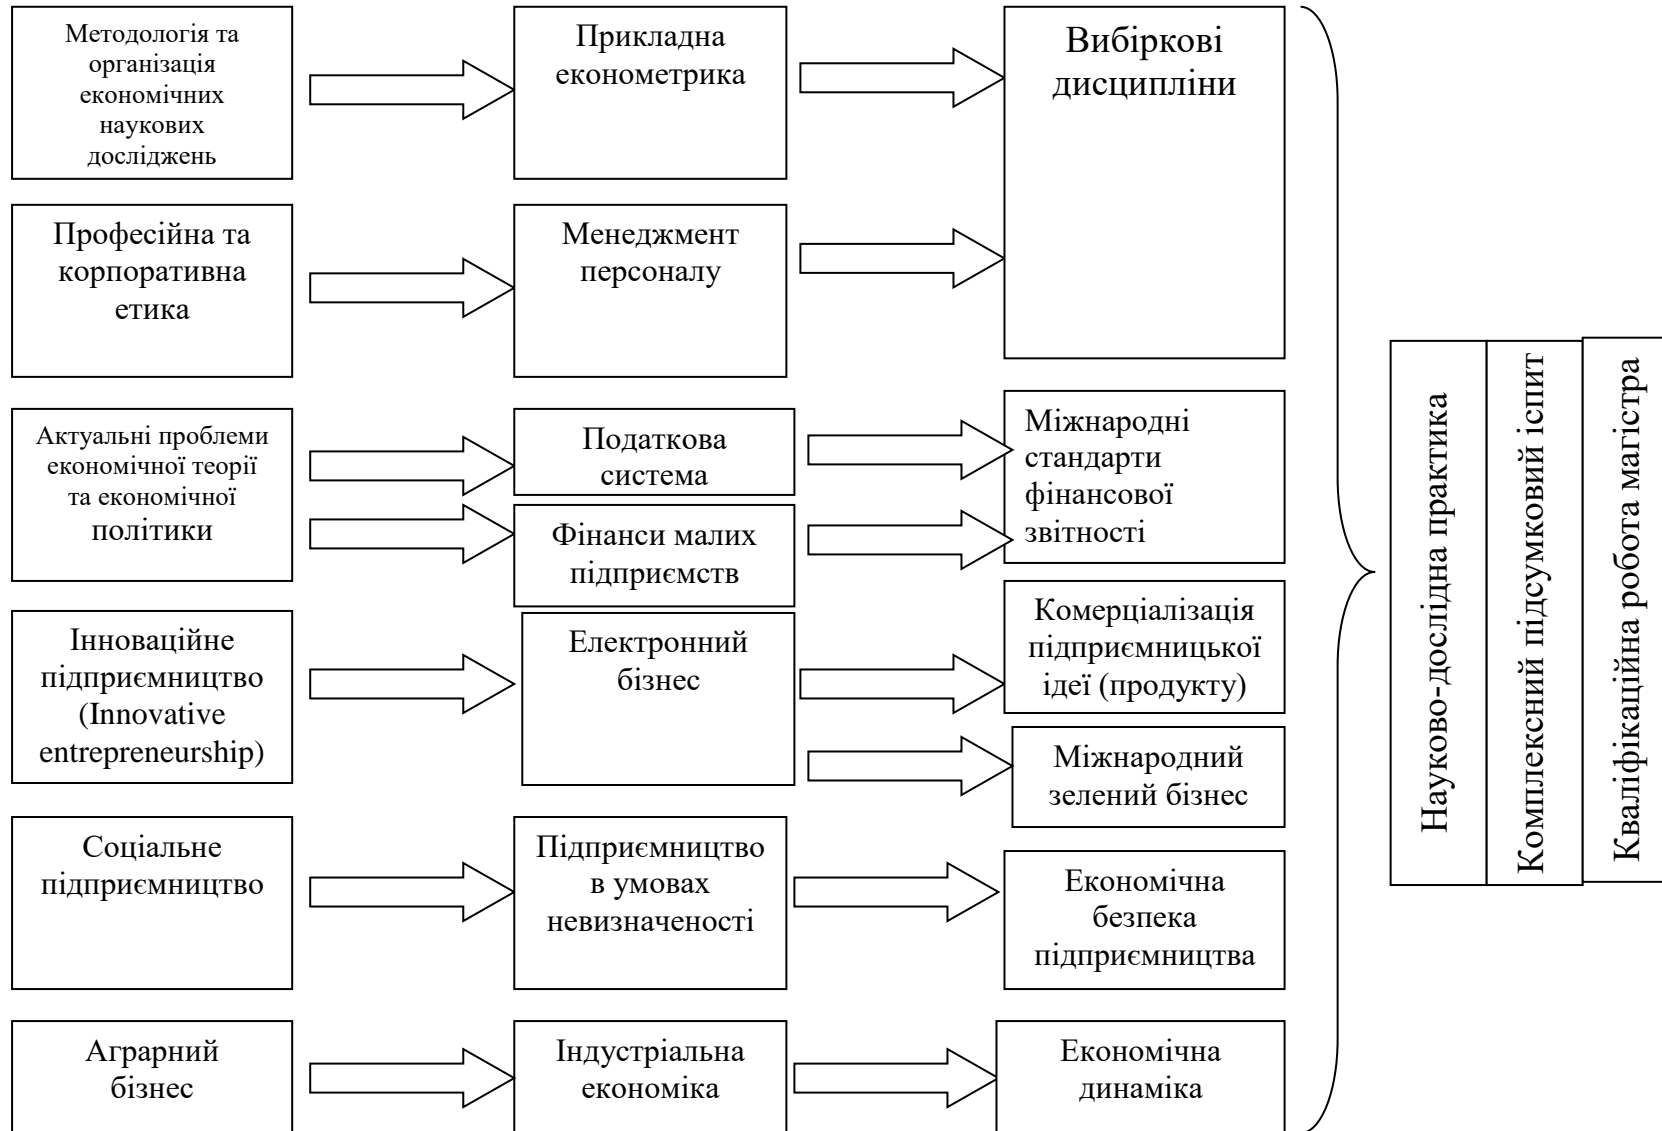 Методологія та
організація
економічних
наукових
досліджень
Прикладна
економетрика
Вибіркові
дисципліни
Професійна та
корпоративна
етика
Менеджмент
персоналу
Актуальні проблеми
економічної теорії
та економічної
політики
Податкова
система
Фінанси малих
підприємств
Міжнародні
стандарти
фінансової
звітності
Інноваційне
підприємництво
(Innovative
entrepreneurship)
Електронний
бізнес
Комерціалізація
підприємницької
ідеї (продукту)
Міжнародний
зелений бізнес
Соціальне
підприємництво
Підприємництво
в умовах
невизначеності
Економічна
безпека
підприємництва
Аграрний
бізнес
Індустріальна
економіка
Економічна
динаміка
Науково-дослідна практика
Комплексний підсумковий іспит
Кваліфікаційна робота магістра